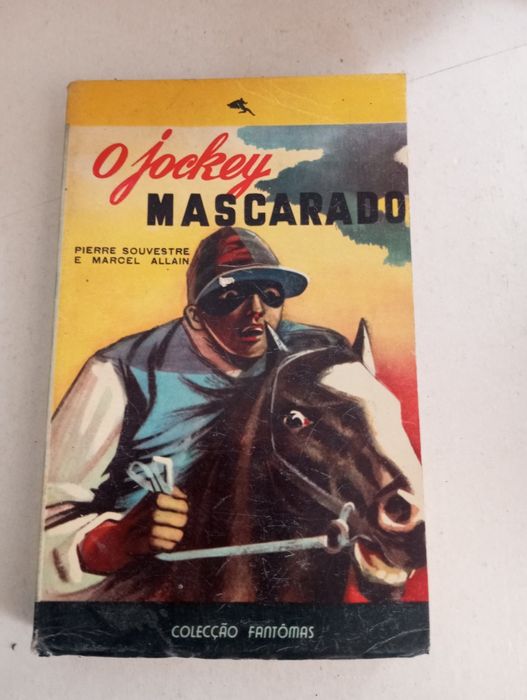 O jockey
MASCARADO
PIERRE SOUVESTRE
E MARCEL ALLAIN
COLECÇÃO FANTÔMAS